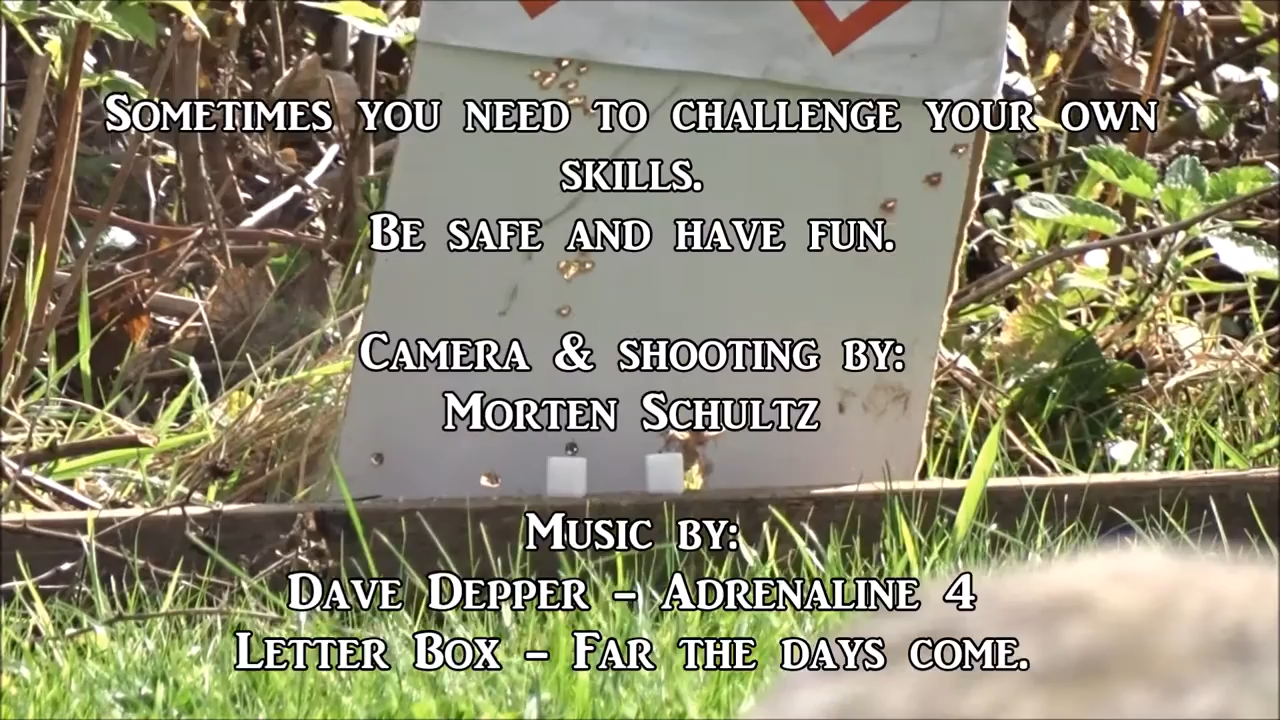 Sometimes you need to challenge your own
skills.
Be safe and have fun.
Camera & shooting by:
Morten Schultz
Music by:
Dave Depper – Adrenaline 4
Letter Box – Far the days come.